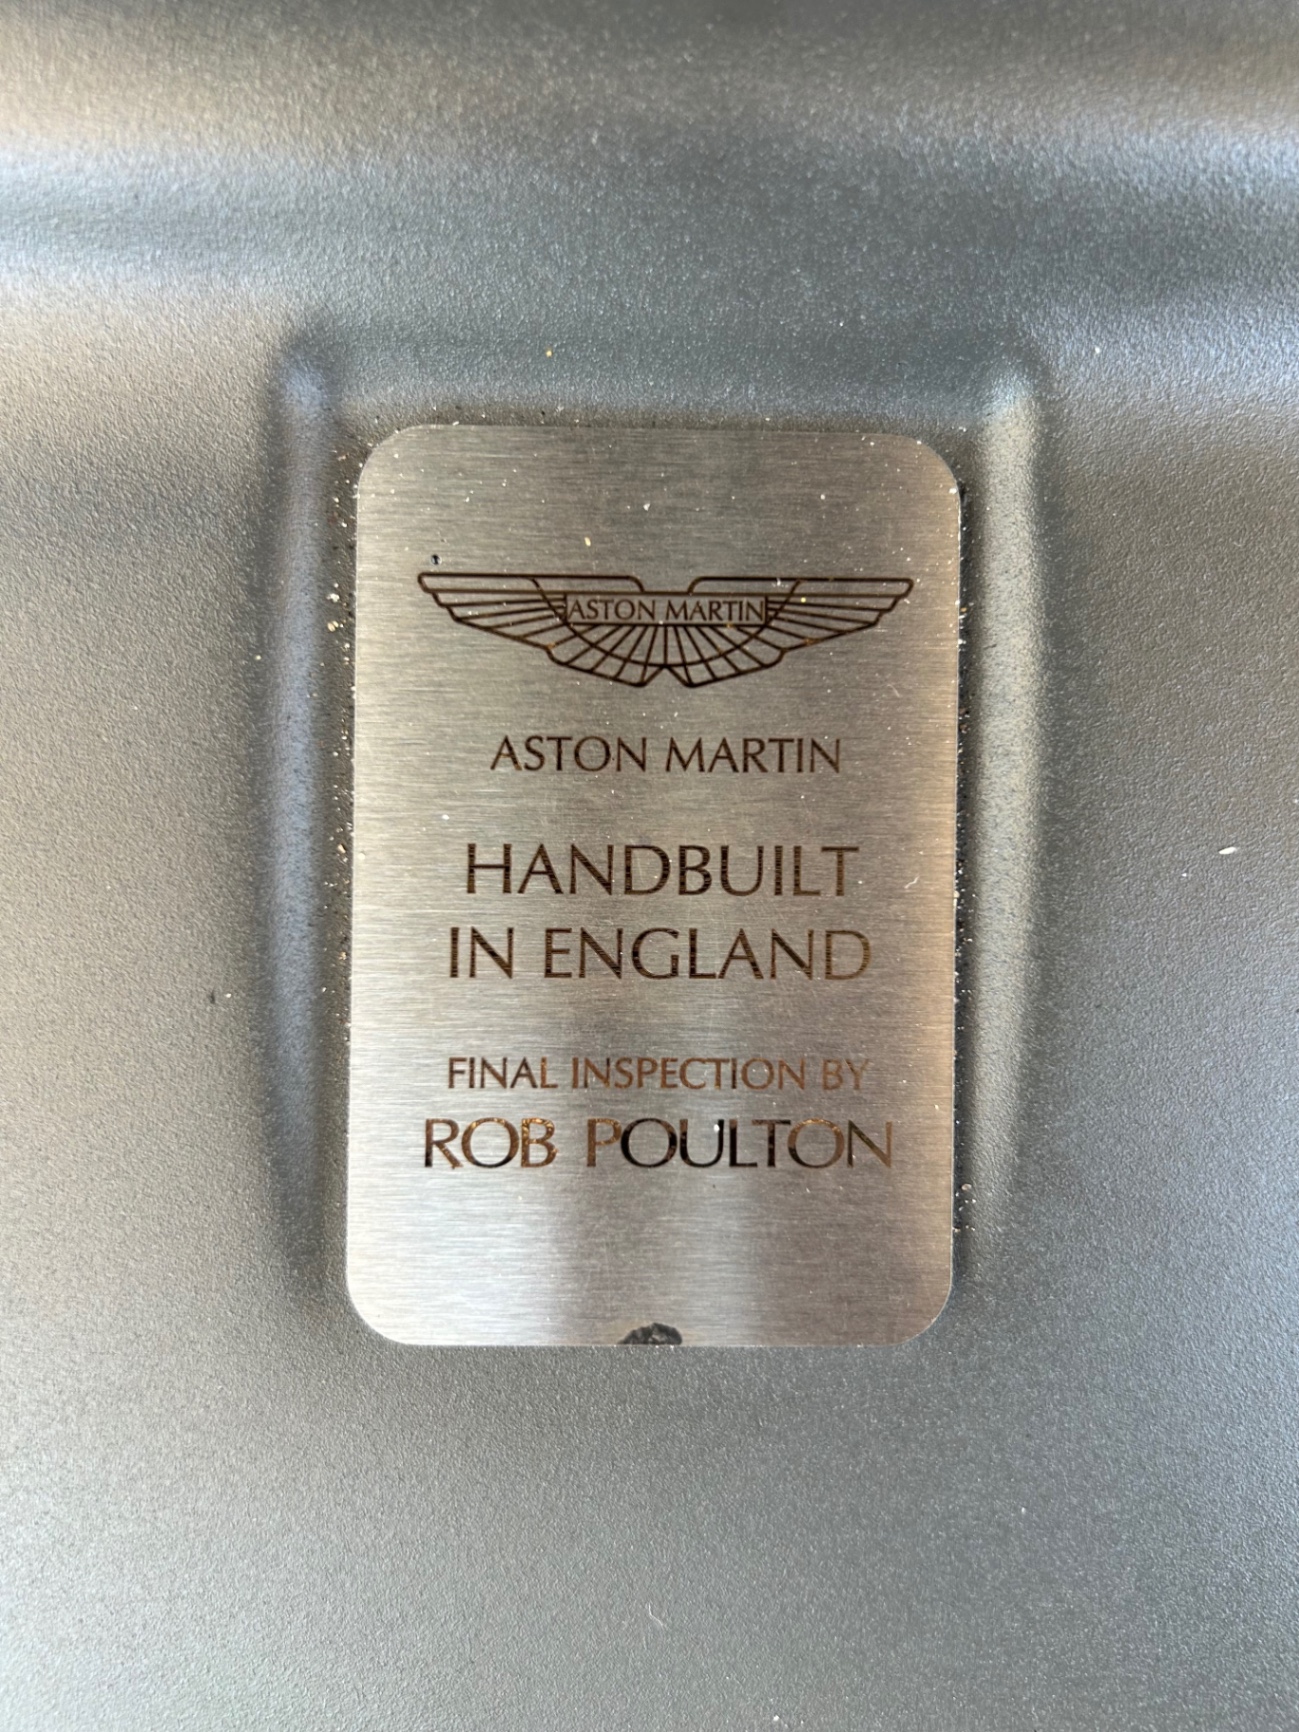 ASTON MARTIN
ASTON MARTIN
HANDBUILT
IN ENGLAND
FINAL INSPECTION BY
ROB POULTON